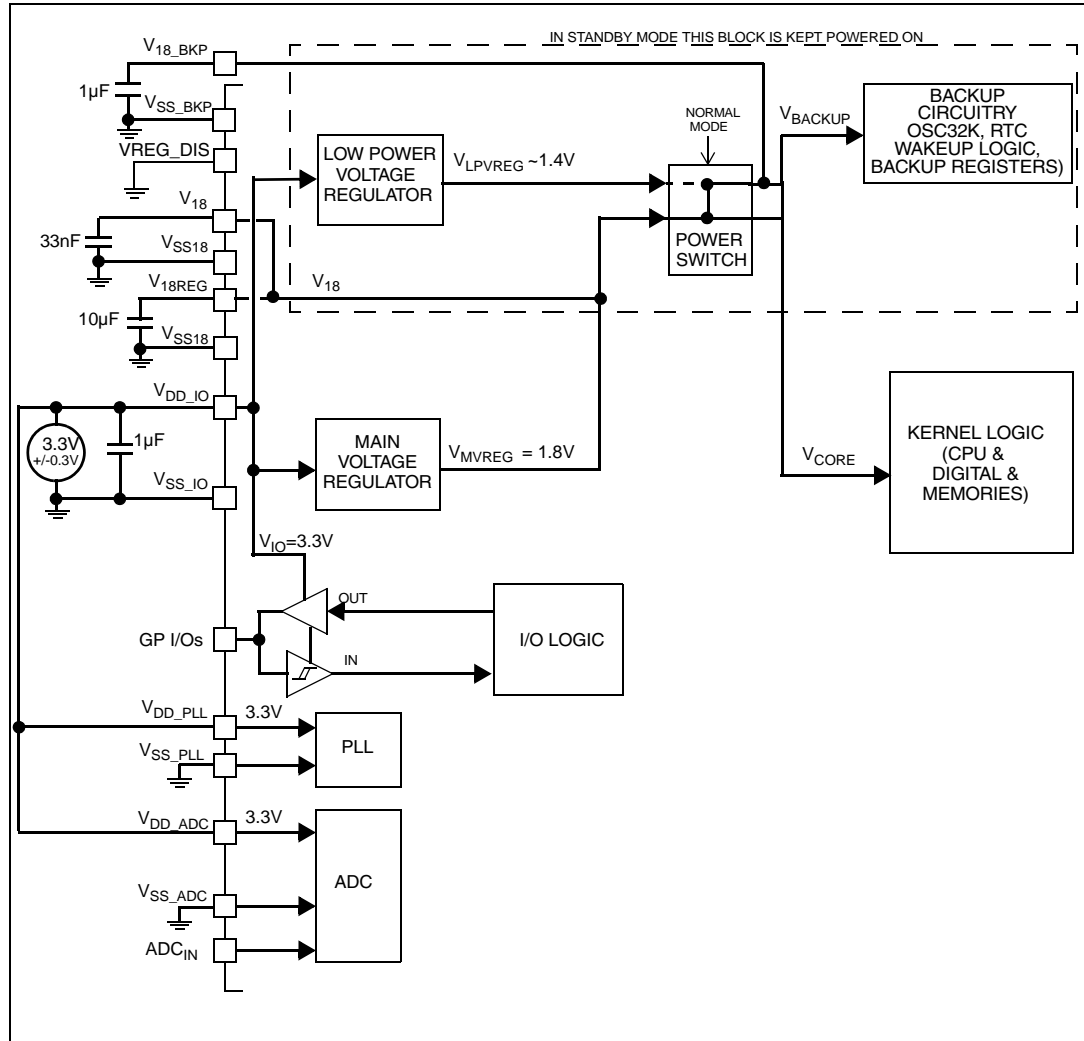 IN STANDBY MODE THIS BLOCK IS KEPT POWERED ON
V18_BKP
1µF
VSS_BKP
VREG_DIS
V18
33nF
VSS18
V18REG
10µF
VSS18
LOW POWER
VOLTAGE
REGULATOR
VLPVREG ~1.4V
NORMAL
MODE
POWER
SWITCH
VBACKUP
BACKUP
CIRCUITRY
OSC32K, RTC
WAKEUP LOGIC,
BACKUP REGISTERS)
V18
VDD_IO
3.3V
+/-0.3V
1µF
VSS_IO
MAIN
VOLTAGE
REGULATOR
VMVREG = 1.8V
VCORE
KERNEL LOGIC
(CPU &
DIGITAL &
MEMORIES)
VIO=3.3V
OUT
GP I/Os
IN
I/O LOGIC
VDD_PLL
3.3V
VSS_PLL
PLL
VDD_ADC
3.3V
VSS_ADC
ADCIN
ADC